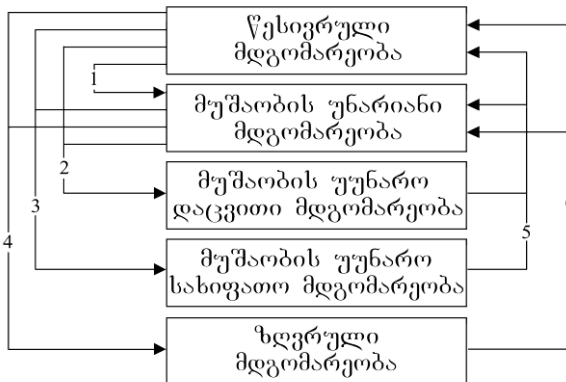 წესივრული
მდგომარეობა
1
მუშაობის უნარიანი
მდგომარეობა
2
მუშაობის უუნარო
დაცვითი მდგომარეობა
3
4
5
მუშაობის უუნარო
სახიფათო მდგომარეობა
ზღვრული
მდგომარეობა